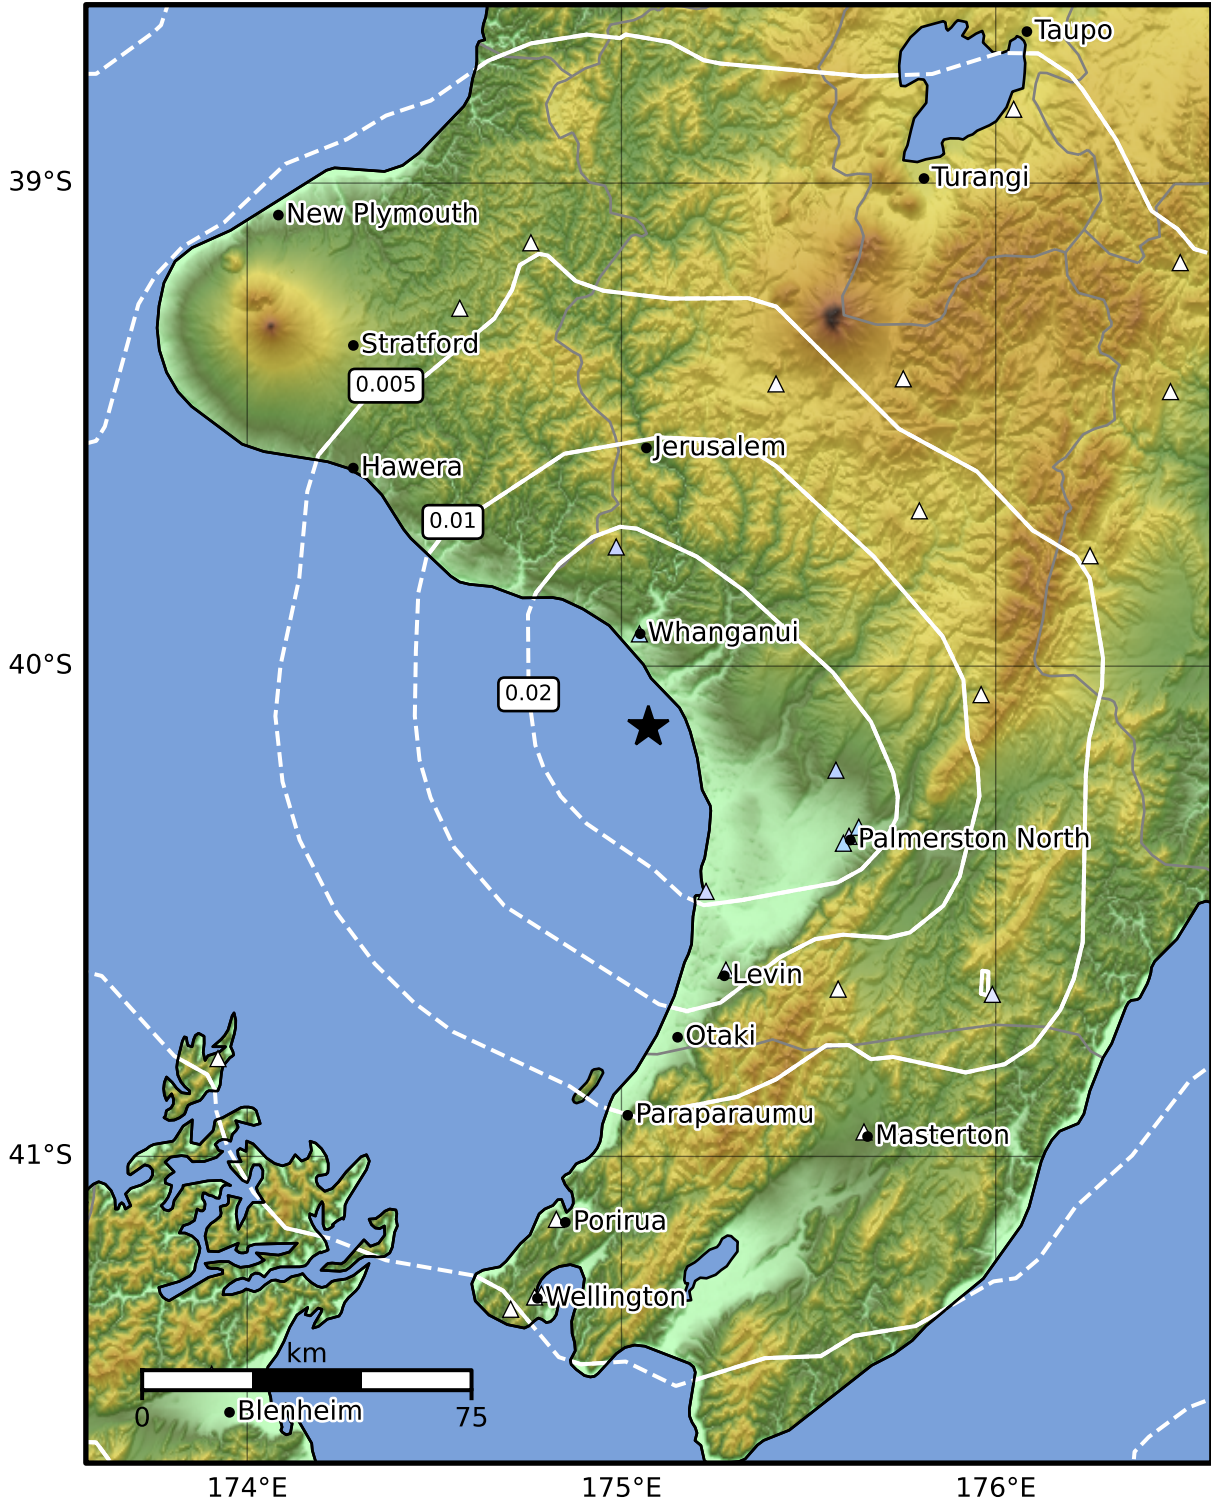 Taupo
Turangi
39°S
New Plymouth
Stratford
0.005
Jerusalem
Hawera
0.01
Whanganui
40°S
0.02
Palmerston North
Levin
Otaki
Paraparaumu
Masterton
41°S
Porirua
Wellington
km
0
75
Blenheim
174°E
175°E
176°E